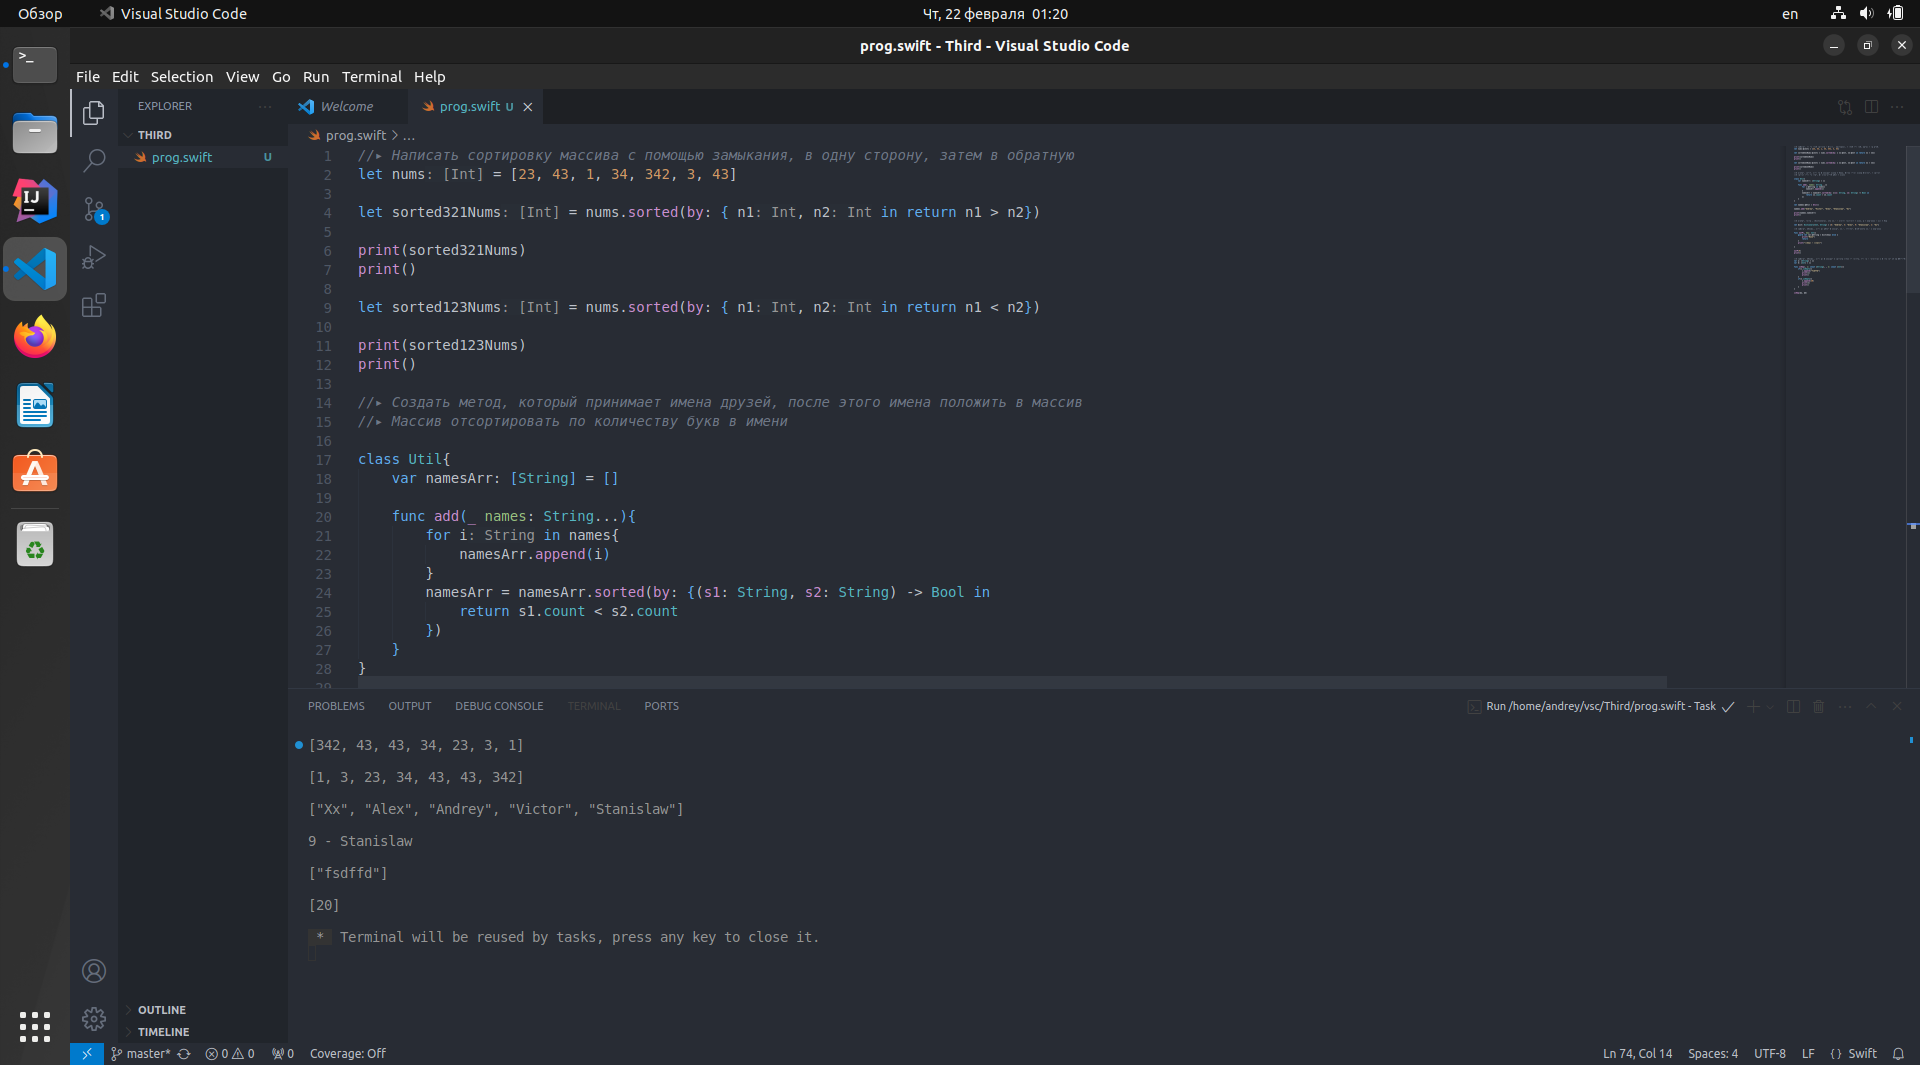 Обзор
Visual Studio Code
Чт, 22 февраля 01:20
en
prog.swift - Third - Visual Studio Code
File Edit Selection View Go Run Terminal Help
EXPLORER
Welcome
prog.swift U
THIRD
prog.swift U
prog.swift > ...
1 //▸ Написать сортировку массива с помощью замыкания, в одну сторону, затем в обратную
2 let nums: [Int] = [23, 43, 1, 34, 342, 3, 43]
3
4 let sorted321Nums: [Int] = nums.sorted(by: { n1: Int, n2: Int in return n1 > n2})
5
6 print(sorted321Nums)
7 print()
8
9 let sorted123Nums: [Int] = nums.sorted(by: { n1: Int, n2: Int in return n1 < n2})
10
11 print(sorted123Nums)
12 print()
13
14 //▸ Создать метод, который принимает имена друзей, после этого имена положить в массив
15 //▸ Массив отсортировать по количеству букв в имени
16
17 class Util{
18 var namesArr: [String] = []
19
20 func add(_ names: String...){
21 for i: String in names{
22 namesArr.append(i)
23 }
24 namesArr = namesArr.sorted(by: {(s1: String, s2: String) -> Bool in
25 return s1.count < s2.count
26 })
27 }
28 }
29
PROBLEMS OUTPUT DEBUG CONSOLE TERMINAL PORTS
Run /home/andrey/vsc/Third/prog.swift - Task
[342, 43, 43, 34, 23, 3, 1]
[1, 3, 23, 34, 43, 43, 342]
["Xx", "Alex", "Andrey", "Victor", "Stanislaw"]
9 - Stanislaw
["fsdffd"]
[20]
* Terminal will be reused by tasks, press any key to close it.
OUTLINE
TIMELINE
master* 0 0 0 Coverage: Off
Ln 74, Col 14 Spaces: 4 UTF-8 LF {} Swift